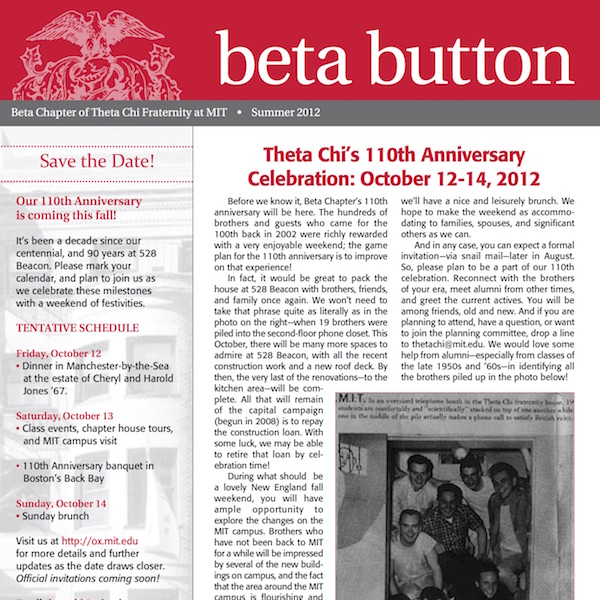 beta button
Beta Chapter of Theta Chi Fraternity at MIT • Summer 2012
Save the Date!
Our 110th Anniversary
is coming this fall!
It's been a decade since our
centennial, and 90 years at 528
Beacon. Please mark your
calendar, and plan to join us as
we celebrate these milestones
with a weekend of festivities.
TENTATIVE SCHEDULE
Friday, October 12
• Dinner in Manchester-by-the-Sea
at the estate of Cheryl and Harold
Jones '67.
Saturday, October 13
• Class events, chapter house tours,
and MIT campus visit
• 110th Anniversary banquet in
Boston's Back Bay
Sunday, October 14
• Sunday brunch
Visit us at http://ox.mit.edu
for more details and further
updates as the date draws closer.
Official invitations coming soon!
Theta Chi's 110th Anniversary
Celebration: October 12-14, 2012
Before we know it, Beta Chapter's 110th
anniversary will be here. The hundreds of
brothers and guests who came for the
100th back in 2002 were richly rewarded
with a very enjoyable weekend; the game
plan for the 110th anniversary is to improve
on that experience!
In fact, it would be great to pack the
house at 528 Beacon with brothers, friends,
and family once again. We won't need to
take that phrase quite as literally as in the
photo on the right—when 19 brothers were
piled into the second-floor phone closet. This
October, there will be many more spaces to
admire at 528 Beacon, with all the recent
construction work and a new roof deck. By
then, the very last of the renovations—to the
kitchen area—will be com-
plete. All that will remain
of the capital campaign
(begun in 2008) is to repay
the construction loan. With
some luck, we may be able
to retire that loan by cel-
ebration time!
During what should be
a lovely New England fall
weekend, you will have
ample opportunity to
explore the changes on the
MIT campus. Brothers who
have not been back to MIT
for a while will be impressed
by several of the new build-
ings on campus, and the fact
that the area around the MIT
campus is flourishing and
we'll have a nice and leisurely brunch. We
hope to make the weekend as accommo-
dating to families, spouses, and significant
others as we can.
And in any case, you can expect a formal
invitation—via snail mail—later in August.
So, please plan to be a part of our 110th
celebration. Reconnect with the brothers
of your era, meet alumni from other times,
and greet the current actives. You will be
among friends, old and new. And if you are
planning to attend, have a question, or want
to join the planning committee, drop a line
to thetachi@mit.edu. We would love some
help from alumni—especially from classes of
the late 1950s and '60s—in identifying all
the brothers piled up in the photo below!
M.I.T. In an oversized telephone booth in the Theta Chi fraternity house, 19
students are comfortably and "scientifically" stacked on top of one another while
one in the middle of the pile actually makes a phone call to satisfy British rules.